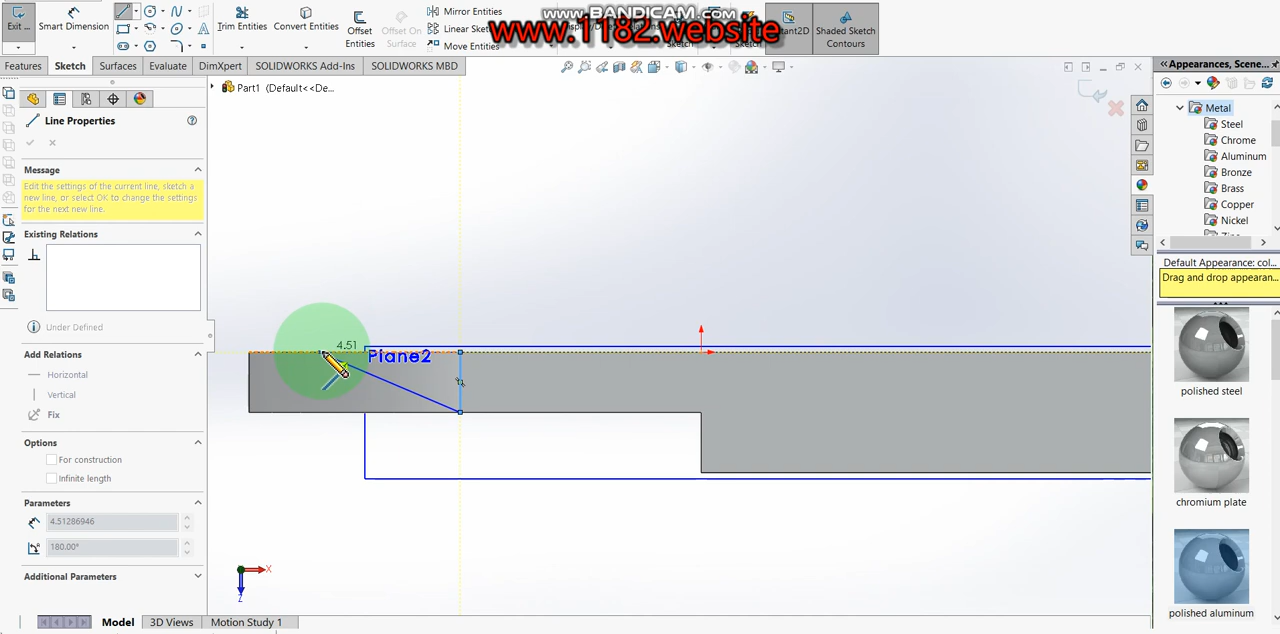 www.BANDICAM.com
www.1182.website
Exit ...
Smart Dimension
Trim Entities
Convert Entities
Offset Entities
Offset On Surface
Mirror Entities
Linear Sk
Move Entities
Shaded Sketch Contours
Features
Sketch
Surfaces
Evaluate
DimXpert
SOLIDWORKS Add-Ins
SOLIDWORKS MBD
Part1 (Default<<De...
Line Properties
Message
Edit the settings of the current line, sketch a
new line, or select OK to change the settings
for the next new line.
Existing Relations
Under Defined
Add Relations
Horizontal
Vertical
Fix
Options
For construction
Infinite length
Parameters
4.51286946
180.00°
Additional Parameters
4.51
Plane2
X
Z
Model
3D Views
Motion Study 1
Appearances, Scene...
Metal
Steel
Chrome
Aluminum
Bronze
Brass
Copper
Nickel
Default Appearance: col...
Drag and drop appearan...
polished steel
chromium plate
polished aluminum